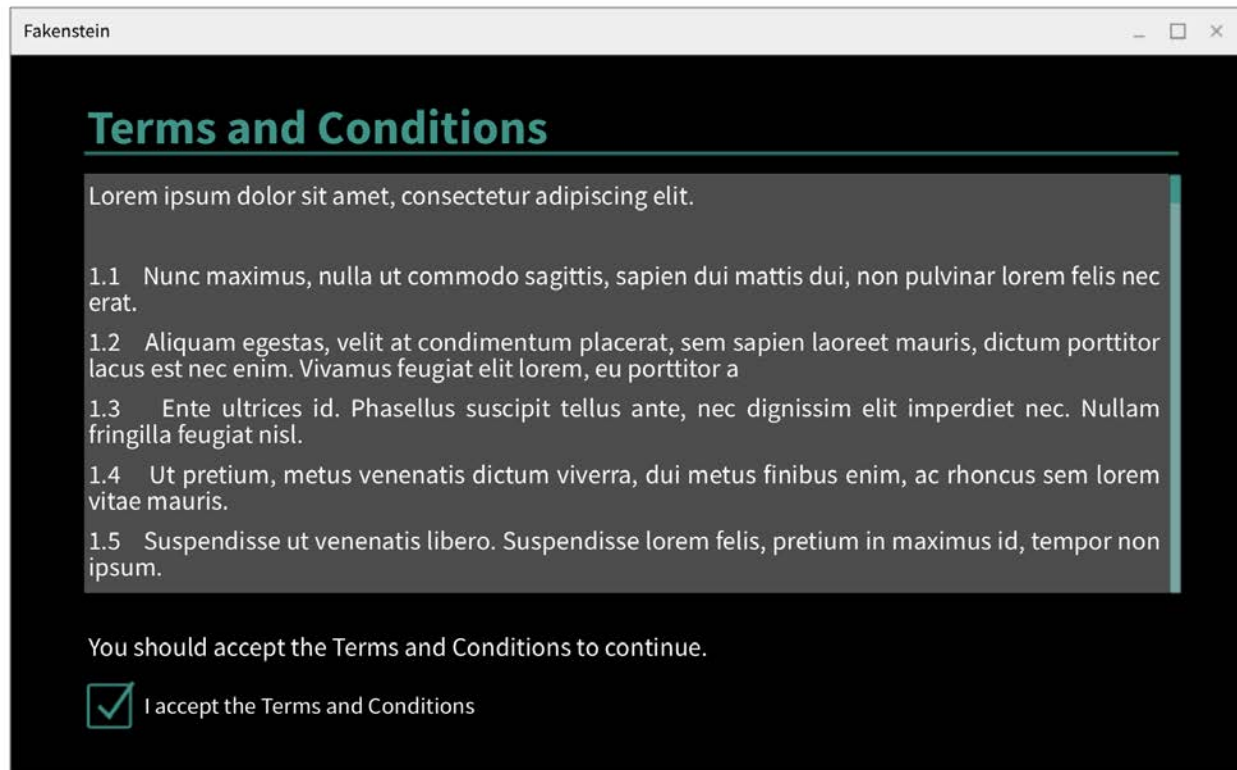 Fakenstein
Terms and Conditions
Lorem ipsum dolor sit amet, consectetur adipiscing elit.
1.1 Nunc maximus, nulla ut commodo sagittis, sapien dui mattis dui, non pulvinar lorem felis nec
erat.
1.2 Aliquam egestas, velit at condimentum placerat, sem sapien laoreet mauris, dictum porttitor
lacus est nec enim. Vivamus feugiat elit lorem, eu porttitor a
1.3 Ente ultrices id. Phasellus suscipit tellus ante, nec dignissim elit imperdiet nec. Nullam
fringilla feugiat nisl.
1.4 Ut pretium, metus venenatis dictum viverra, dui metus finibus enim, ac rhoncus sem lorem
vitae mauris.
1.5 Suspendisse ut venenatis libero. Suspendisse lorem felis, pretium in maximus id, tempor non
ipsum.
You should accept the Terms and Conditions to continue.
I accept the Terms and Conditions